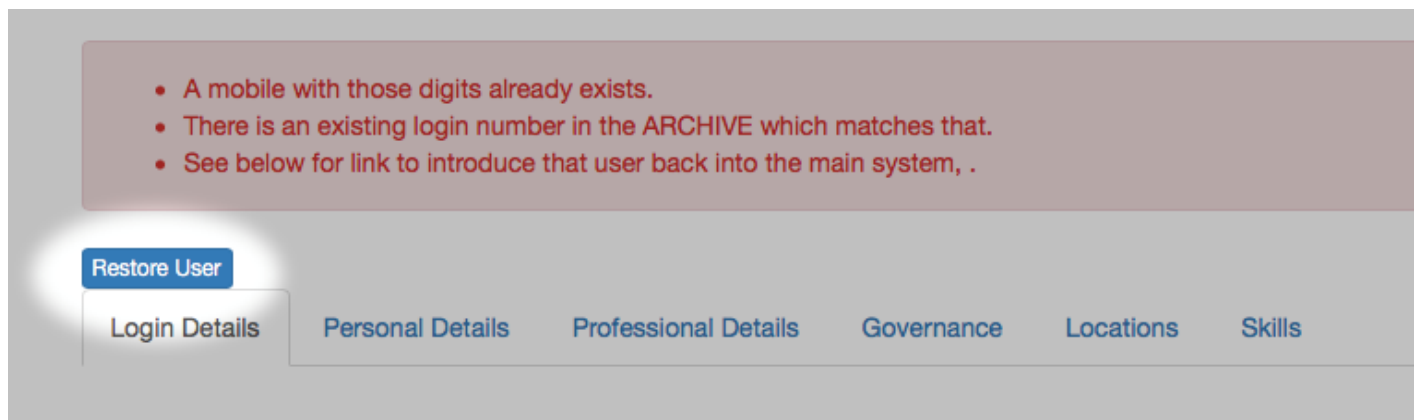 A mobile with those digits already exists.
There is an existing login number in the ARCHIVE which matches that.
See below for link to introduce that user back into the main system, .
Restore User
Login Details Personal Details Professional Details Governance Locations Skills